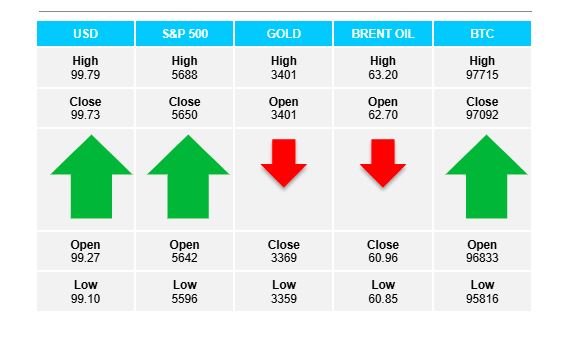 USD S&P 500 GOLD BRENT OIL BTC
High High High High High
99.79 5688 3401 63.20 97715
Close Close Open Open Close
99.73 5650 3401 62.70 97092
Open Open Close Close Open
99.27 5642 3369 60.96 96833
Low Low Low Low Low
99.10 5596 3359 60.85 95816